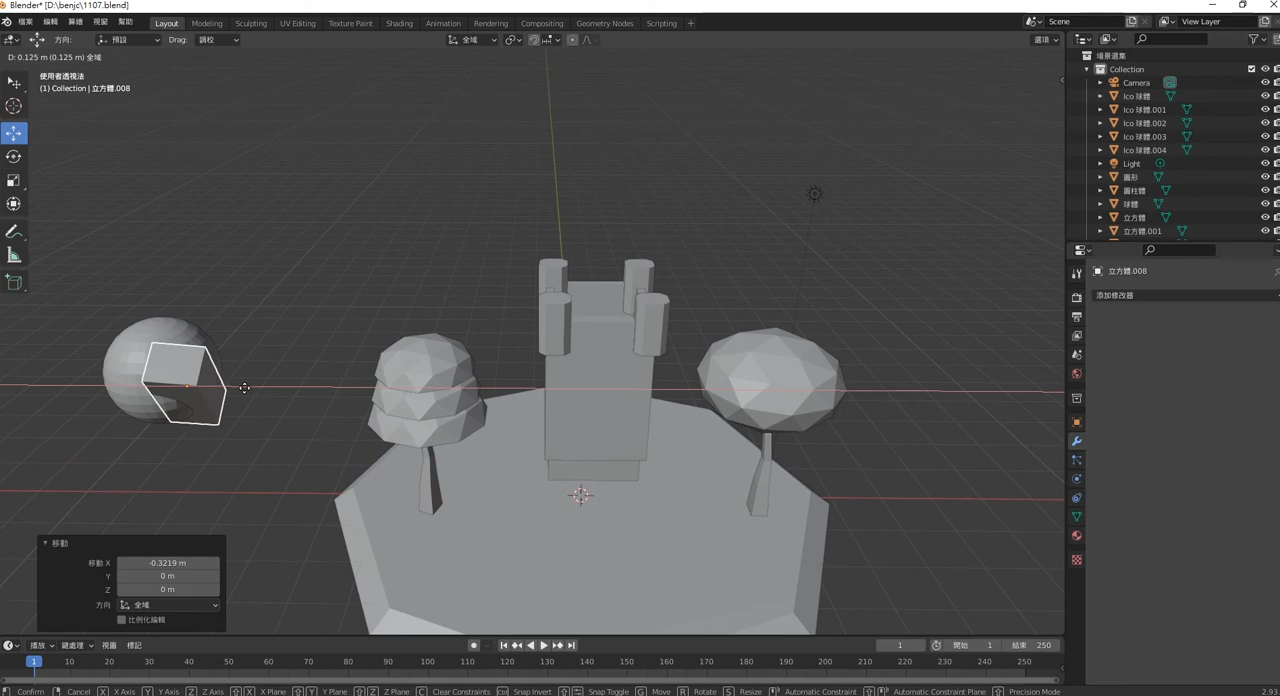 Blender* [D:\benjc\1107.blend]
檔案 編輯 算繪 視窗 幫助 Layout Modeling Sculpting UV Editing Texture Paint Shading Animation Rendering Compositing Geometry Nodes Scripting + Scene View Layer
方向: 預設 Drag: 調校 全域 選項
D: 0.125 m (0.125 m) 全域
使用者透視法
(1) Collection | 立方體.008
場景選集
Collection
Camera
Ico 球體
Ico 球體.001
Ico 球體.002
Ico 球體.003
Ico 球體.004
Light
圓形
圓柱體
球體
立方體
立方體.001
立方體.008
添加修改器
移動
移動 X -0.3219 m
Y 0 m
Z 0 m
方向 全域
比例化編輯
播放 鍵處理 視圖 標記 1 開始 1 結束 250
1 10 20 30 40 50 60 70 80 90 100 110 120 130 140 150 160 170 180 190 200 210 220 230 240 250
Confirm Cancel X X Axis Y Y Axis Z Z Axis X X Plane Y Y Plane Z Z Plane C Clear Constraints Snap Invert Snap Toggle G Move R Rotate S Resize Automatic Constraint Automatic Constraint Plane Precision Mode 2.93